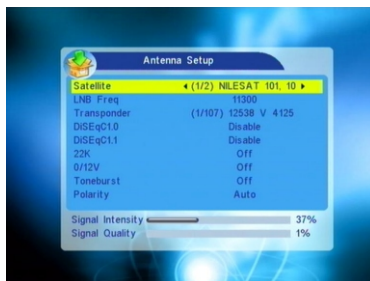 Antenna Setup
Satellite (1/2) NILESAT 101, 10
LNB Freq 11300
Transponder (1/107) 12538 V 4125
DiSEqC1.0 Disable
DiSEqC1.1 Disable
22K Off
0/12V Off
Toneburst Off
Polarity Auto
Signal Intensity 37%
Signal Quality 1%